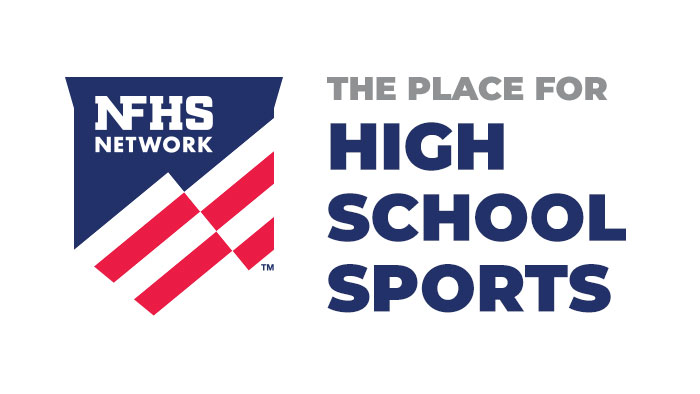 NFHS
NETWORK
™
THE PLACE FOR
HIGH
SCHOOL
SPORTS